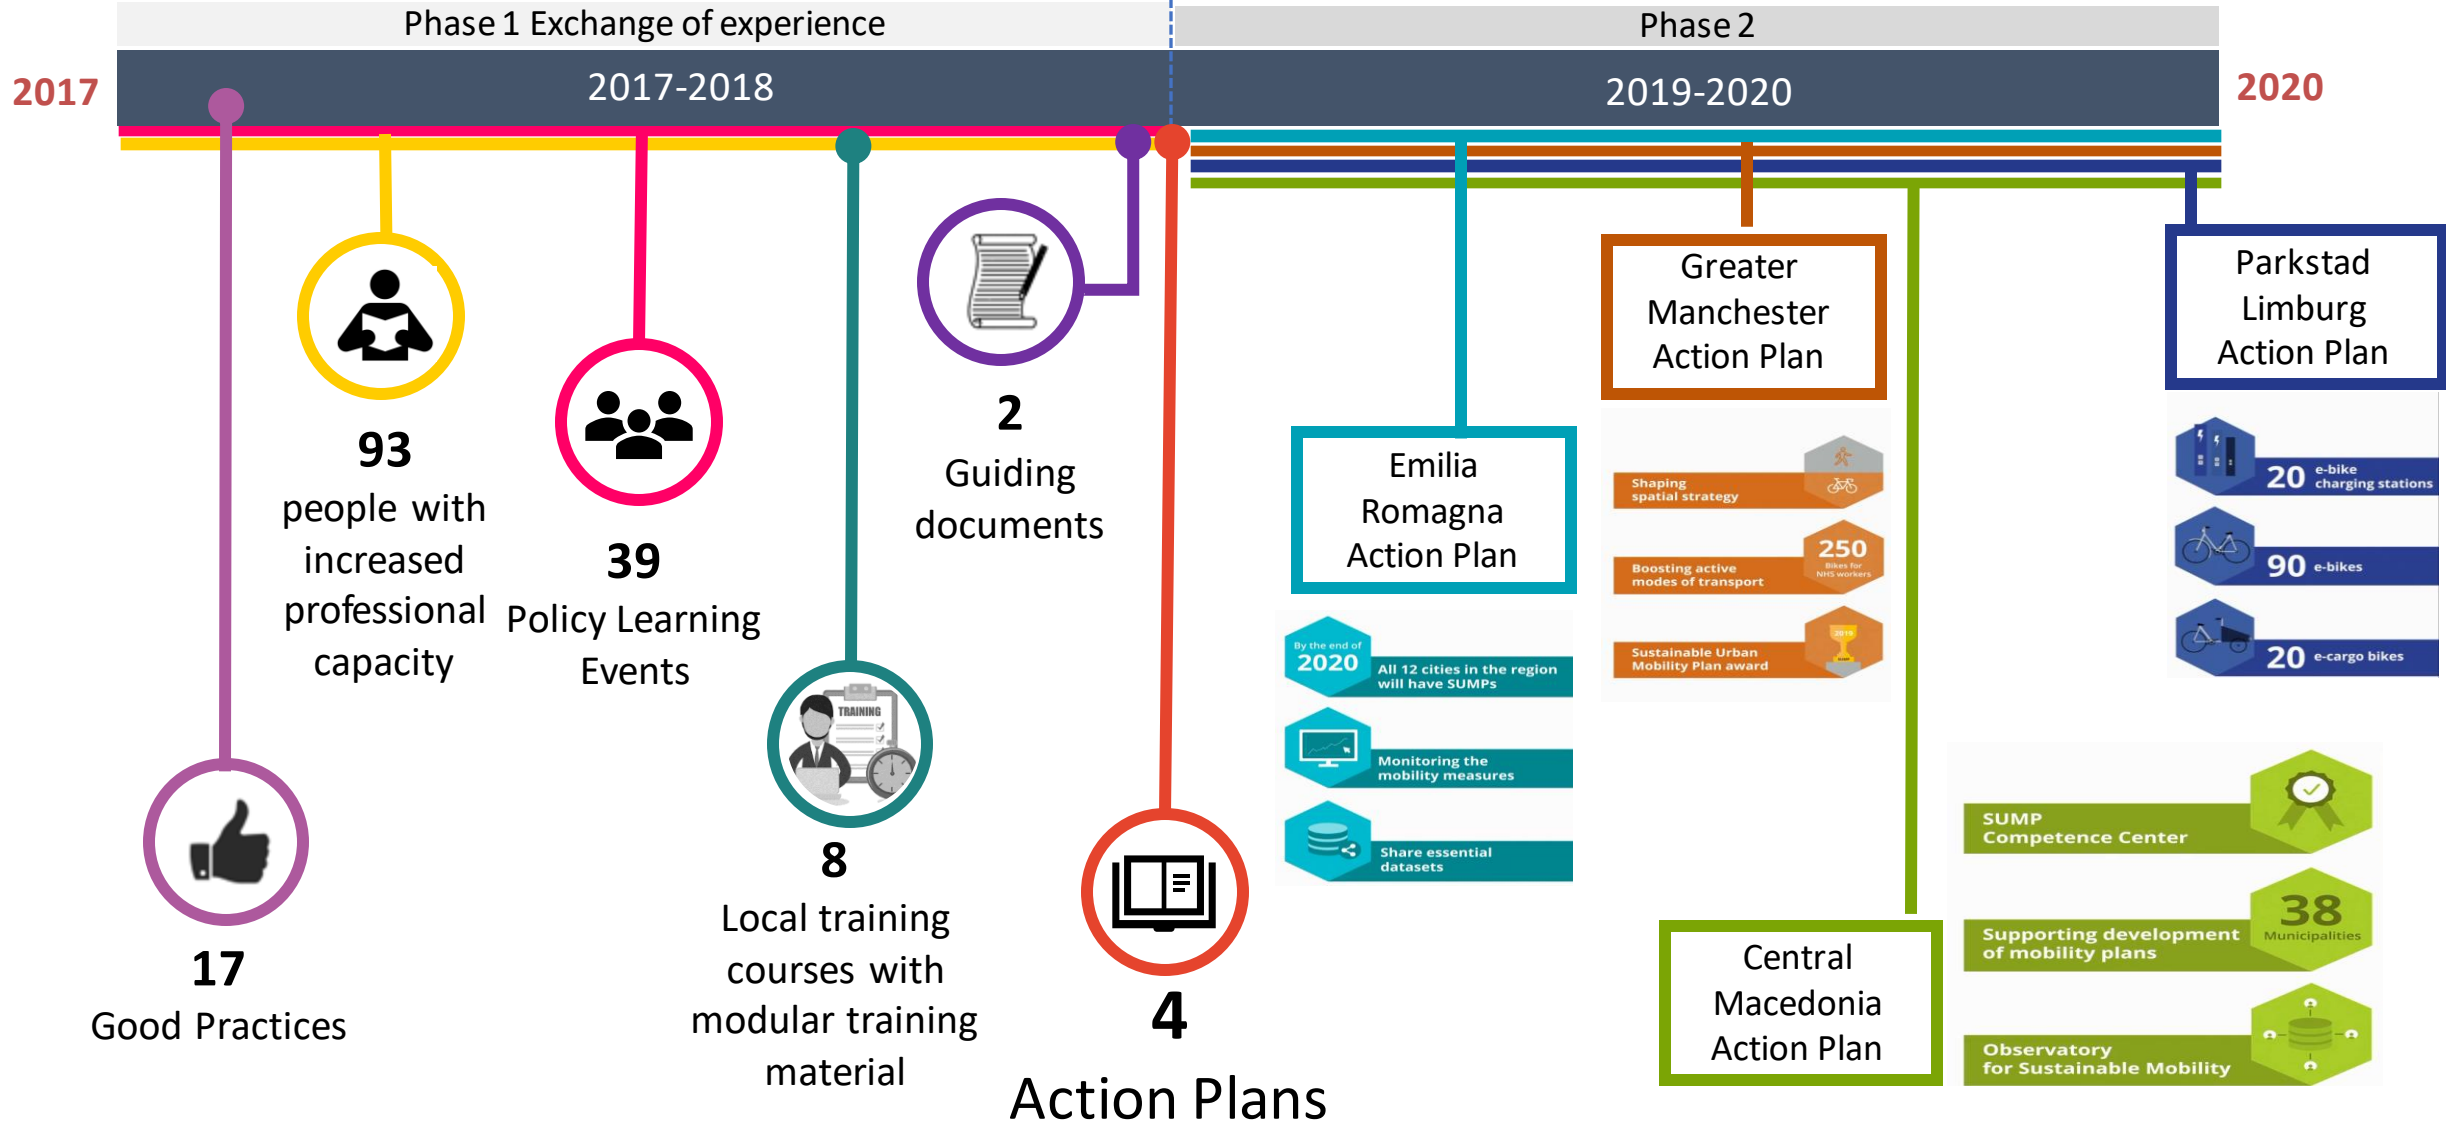 Phase 1 Exchange of experience
Phase 2
2017
2017-2018
2019-2020
2020
17
Good Practices
93
people with
increased
professional
capacity
39
Policy Learning
Events
TRAINING
8
Local training
courses with
modular training
material
2
Guiding
documents
4
Action Plans
Emilia
Romagna
Action Plan
By the end of
2020
All 12 cities in the region
will have SUMPs
Monitoring the
mobility measures
Share essential
datasets
Greater
Manchester
Action Plan
Shaping
spatial strategy
Boosting active
modes of transport
250
Bikes for
NHS workers
Sustainable Urban
Mobility Plan award
2019
Central
Macedonia
Action Plan
SUMP
Competence Center
Supporting development
of mobility plans
38
Municipalities
Observatory
for Sustainable Mobility
Parkstad
Limburg
Action Plan
20 e-bike
charging stations
90 e-bikes
20 e-cargo bikes